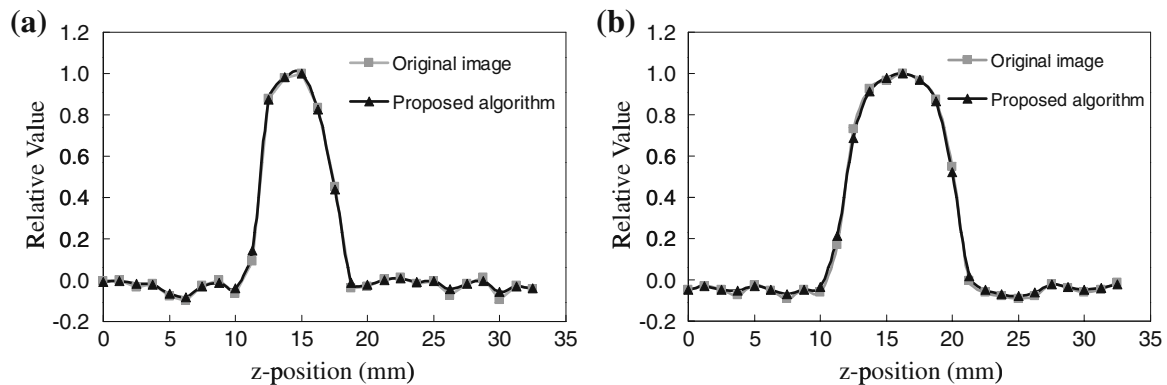 (a)
1.2
1.0
0.8
0.6
0.4
0.2
0.0
-0.2
Relative Value
Original image
Proposed algorithm
0 5 10 15 20 25 30 35
z-position (mm)
(b)
1.2
1.0
0.8
0.6
0.4
0.2
0.0
-0.2
Relative Value
Original image
Proposed algorithm
0 5 10 15 20 25 30 35
z-position (mm)